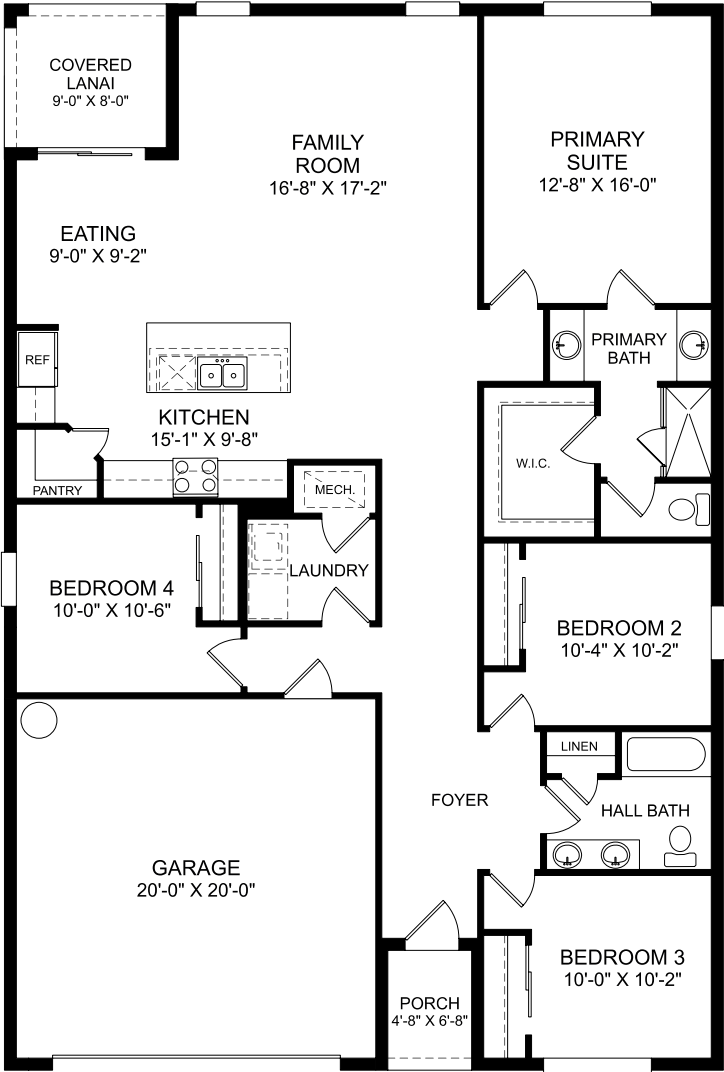 COVERED
LANAI
9'-0" X 8'-0"
FAMILY
ROOM
16'-8" X 17'-2"
PRIMARY
SUITE
12'-8" X 16'-0"
EATING
9'-0" X 9'-2"
REF
PRIMARY
BATH
KITCHEN
15'-1" X 9'-8"
W.I.C.
PANTRY
MECH.
LAUNDRY
BEDROOM 4
10'-0" X 10'-6"
BEDROOM 2
10'-4" X 10'-2"
LINEN
FOYER
HALL BATH
GARAGE
20'-0" X 20'-0"
BEDROOM 3
10'-0" X 10'-2"
PORCH
4'-8" X 6'-8"